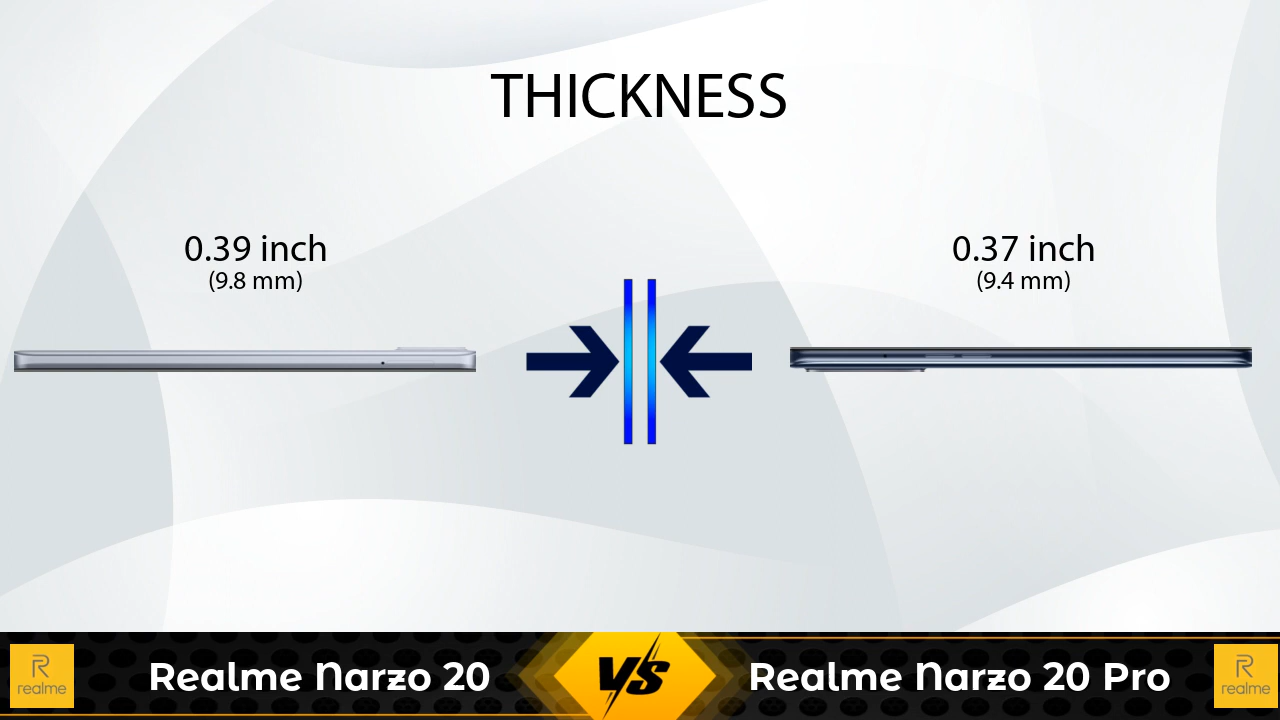 THICKNESS
0.39 inch
(9.8 mm)
0.37 inch
(9.4 mm)
realme
Realme Narzo 20
VS
Realme Narzo 20 Pro
realme